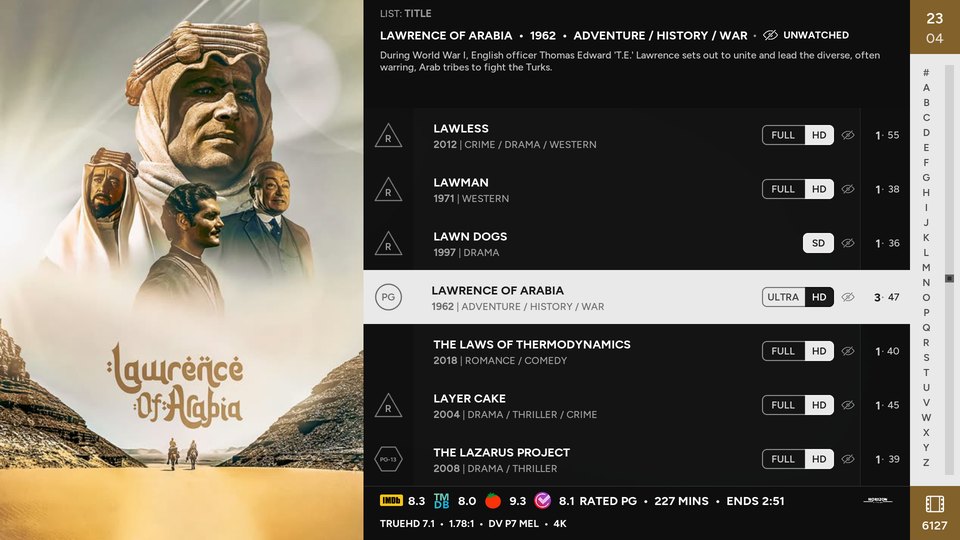 Lawrence
Of Arabia
LIST: TITLE
LAWRENCE OF ARABIA • 1962 • ADVENTURE / HISTORY / WAR · UNWATCHED
During World War I, English officer Thomas Edward 'T.E.' Lawrence sets out to unite and lead the diverse, often
warring, Arab tribes to fight the Turks.
R
LAWLESS
2012 | CRIME / DRAMA / WESTERN
FULL HD
1· 55
R
LAWMAN
1971 | WESTERN
FULL HD
1· 38
R
LAWN DOGS
1997 | DRAMA
SD
1· 36
PG
LAWRENCE OF ARABIA
1962 | ADVENTURE / HISTORY / WAR
ULTRA HD
3· 47
THE LAWS OF THERMODYNAMICS
2018 | ROMANCE / COMEDY
FULL HD
1· 40
R
LAYER CAKE
2004 | DRAMA / THRILLER / CRIME
FULL HD
1· 45
PG-13
THE LAZARUS PROJECT
2008 | DRAMA / THRILLER
FULL HD
1· 39
IMDb 8.3 TMDB 8.0 9.3 8.1 RATED PG • 227 MINS • ENDS 2:51
TRUEHD 7.1 • 1.78:1 • DV P7 MEL • 4K
HORIZON
23
04
#
A
B
C
D
E
F
G
H
I
J
K
L
M
N
O
P
Q
R
S
T
U
V
W
X
Y
Z
6127